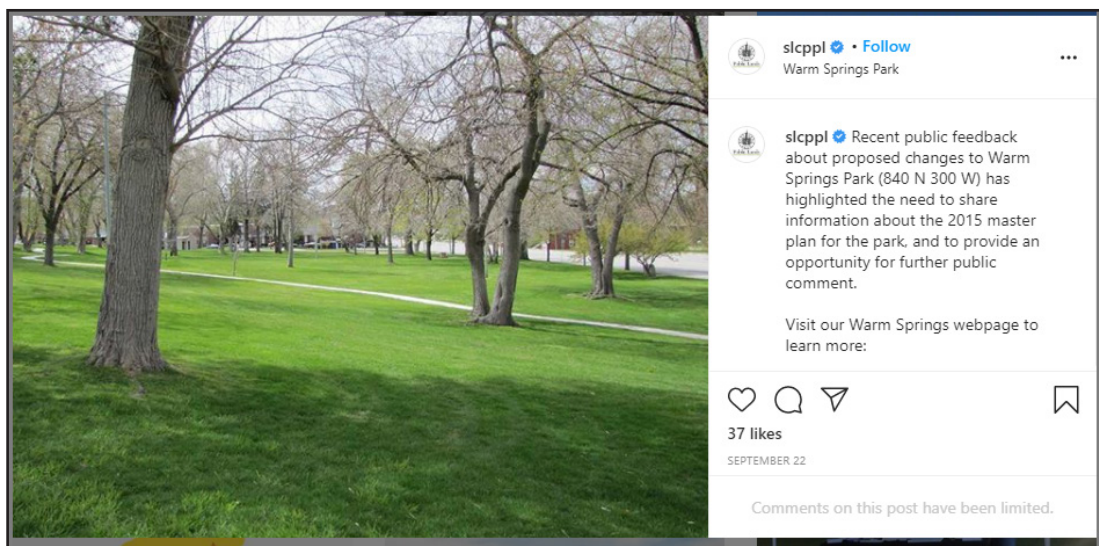 slcppl • Follow
Warm Springs Park
slcppl Recent public feedback
about proposed changes to Warm
Springs Park (840 N 300 W) has
highlighted the need to share
information about the 2015 master
plan for the park, and to provide an
opportunity for further public
comment.
Visit our Warm Springs webpage to
learn more:
37 likes
SEPTEMBER 22
Comments on this post have been limited.